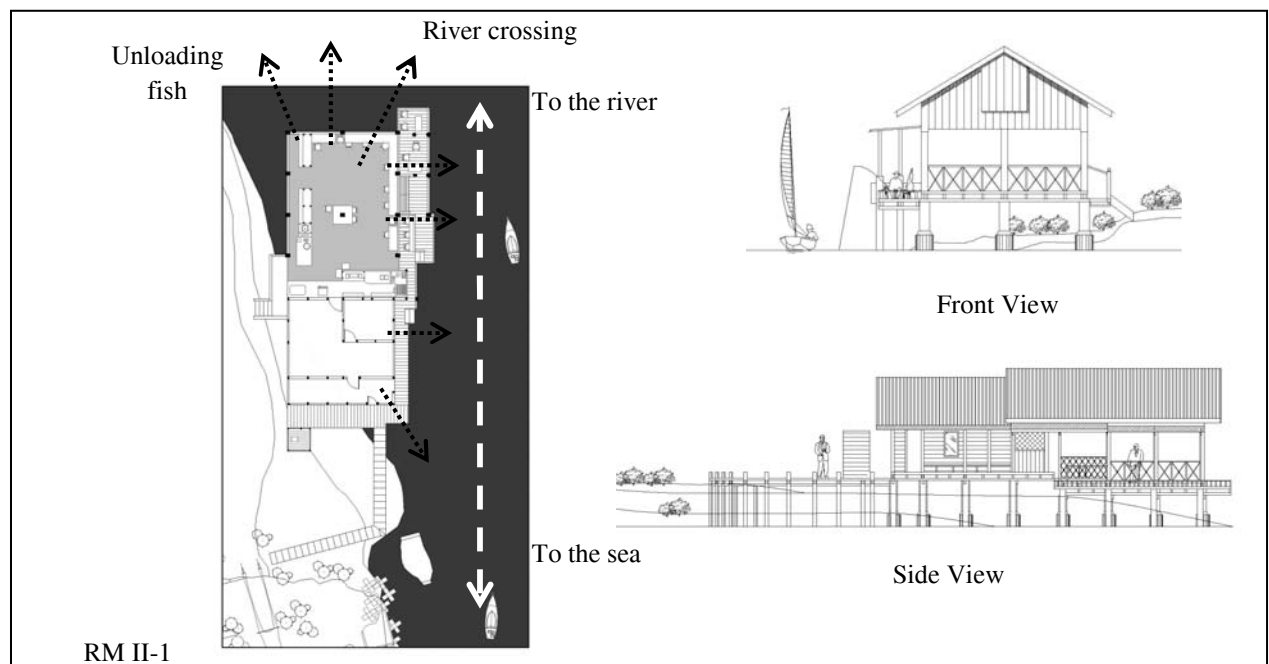 River crossing
Unloading
fish
To the river
Front View
To the sea
Side View
RM II-1